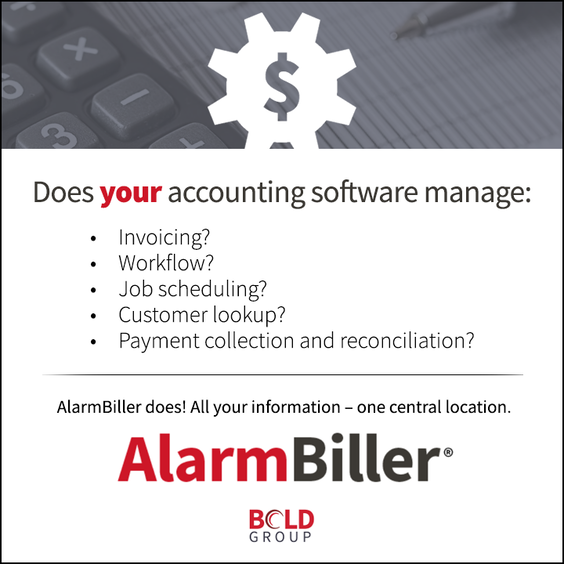 $
× 
–
%
3
+
Does your accounting software manage:
• Invoicing?
• Workflow?
• Job scheduling?
• Customer lookup?
• Payment collection and reconciliation?
AlarmBiller does! All your information – one central location.
AlarmBiller®
BOLD
GROUP